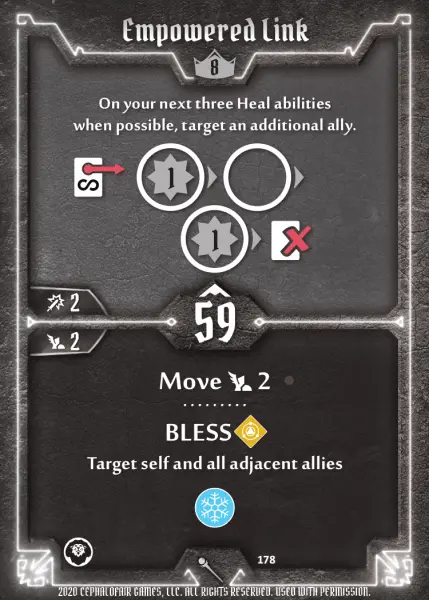 Empowered Link
8
On your next three Heal abilities
when possible, target an additional ally.
1
1
2
59
2
Move 2
BLESS
Target self and all adjacent allies
178
2020 CEPHALOFAIR GAMES, LLC. ALL RIGHTS RESERVED. USED WITH PERMISSION.